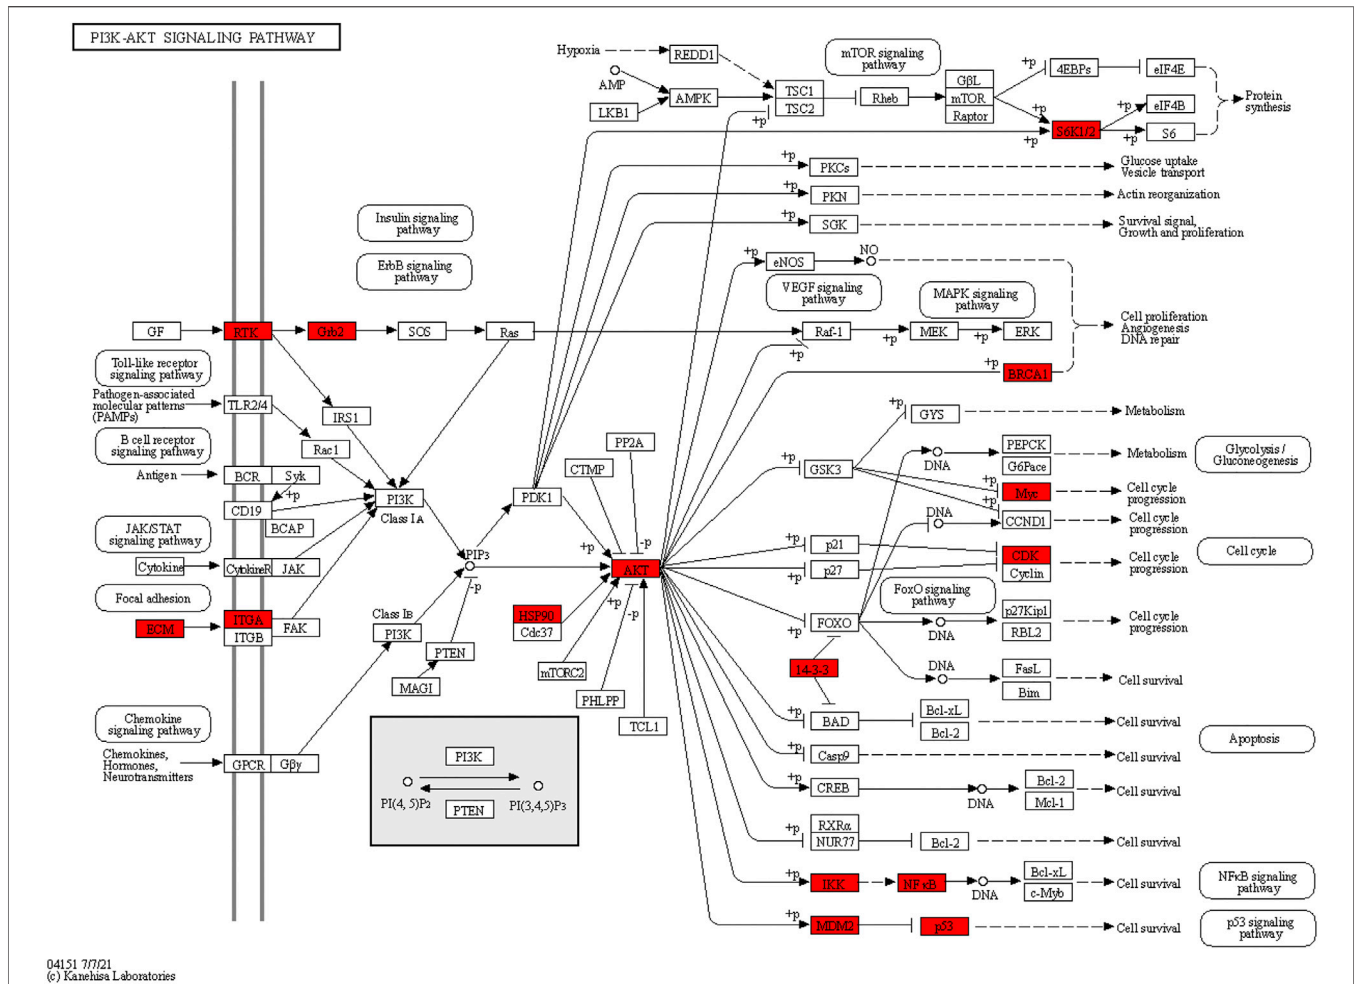 PI3K-AKT SIGNALING PATHWAY
Hypoxia
REDD1
AMP
LKB1
AMPK
TSC1
TSC2
+p
Rheb
mTOR signaling
pathway
GβL
mTOR
Raptor
+p
4EBPs
eIF4E
+p
S6K1/2
+p
+p
eIF4B
+p
S6
Protein
synthesis
+p
PKCs
Glucose uptake
Vesicle transport
+p
PKN
Actin reorganization
+p
SGK
Survival signal,
Growth and proliferation
Insulin signaling
pathway
ErbB signaling
pathway
+p
eNOS
NO
VEGF signaling
pathway
MAPK signaling
pathway
GF
RTK
Grb2
SOS
Ras
Raf-1
+p
MEK
+p
ERK
+p
+p
BRCA1
Cell proliferation
Angiogenesis
DNA repair
Toll-like receptor
signaling pathway
Pathogen-associated
molecular patterns
(PAMPs)
TLR2/4
IRS1
Rac1
B cell receptor
signaling pathway
Antigen
BCR
Syk
+p
CD19
BCAP
PI3K
Class IA
PDK1
CTMP
PP2A
+p
-p
+p
GYS
Metabolism
+p
GSK3
DNA
PEPCK
G6Pace
Metabolism
Glycolysis /
Gluconeogenesis
+p
Myc
Cell cycle
progression
+p
DNA
CCND1
Cell cycle
progression
JAK/STAT
signaling pathway
Cytokine
CytokineR
JAK
PIP3
-p
AKT
+p
p21
+p
p27
CDK
Cyclin
Cell cycle
progression
Cell cycle
Focal adhesion
ECM
ITGA
ITGB
FAK
Class IB
PI3K
PTEN
MAGI
HSP90
Cdc37
+p
-p
mTORC2
PHLPP
TCL1
+p
FOXO
FoxO signaling
pathway
DNA
p27Kip1
RBL2
Cell cycle
progression
14-3-3
DNA
FasL
Bim
Cell survival
+p
BAD
Bcl-xL
Bcl-2
Cell survival
Apoptosis
+p
Casp9
Cell survival
Chemokine
signaling pathway
Chemokines,
Hormones,
Neurotransmitters
GPCR
Gβγ
PI3K
PI(4, 5)P2
PTEN
PI(3,4,5)P3
+p
CREB
DNA
Bcl-2
Mcl-1
Cell survival
+p
RXRα
NUR77
Bcl-2
Cell survival
+p
IKK
NFκB
DNA
Bcl-xL
c-Myb
Cell survival
NFκB signaling
pathway
+p
MDM2
p53
Cell survival
p53 signaling
pathway
04151 7/7/21
(c) Kanehisa Laboratories